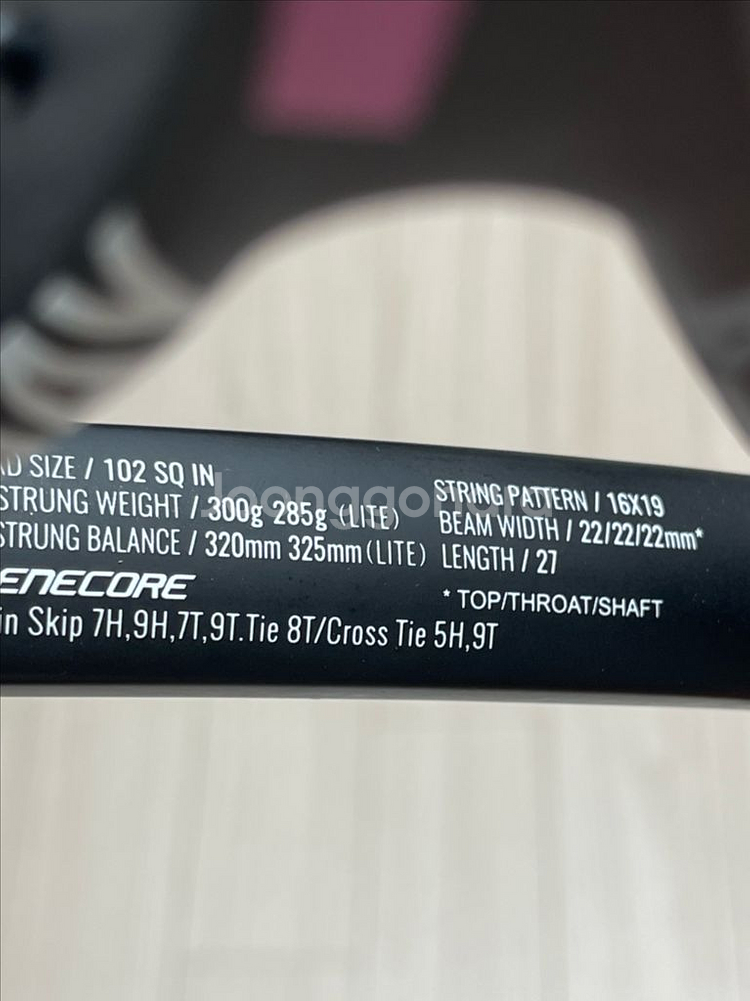 D SIZE / 102 SQ IN
STRUNG WEIGHT / 300g 285g (LITE)
STRUNG BALANCE / 320mm 325mm (LITE)
ENECORE
in Skip 7H,9H,7T,9T.Tie 8T/Cross Tie 5H,9T
STRING PATTERN / 16X19
BEAM WIDTH / 22/22/22mm*
LENGTH / 27
* TOP/THROAT/SHAFT
Joonggonara